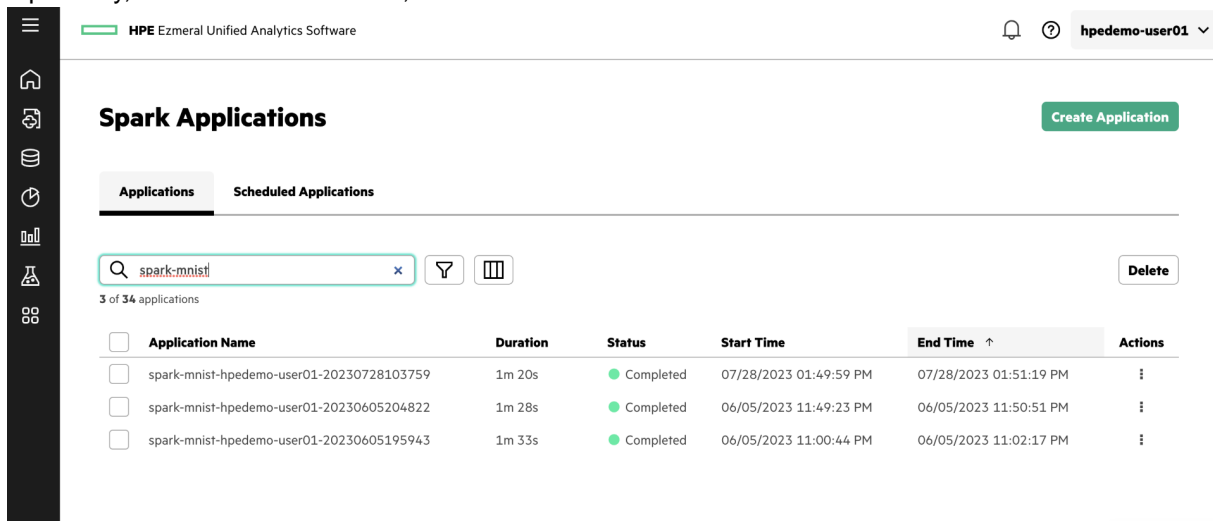 HPE Ezmeral Unified Analytics Software
hpedemo-user01
Spark Applications
Create Application
Applications Scheduled Applications
spark-mnist
Delete
3 of 34 applications
Application Name Duration Status Start Time End Time ↑ Actions
spark-mnist-hpedemo-user01-20230728103759 1m 20s Completed 07/28/2023 01:49:59 PM 07/28/2023 01:51:19 PM
spark-mnist-hpedemo-user01-20230605204822 1m 28s Completed 06/05/2023 11:49:23 PM 06/05/2023 11:50:51 PM
spark-mnist-hpedemo-user01-20230605195943 1m 33s Completed 06/05/2023 11:00:44 PM 06/05/2023 11:02:17 PM